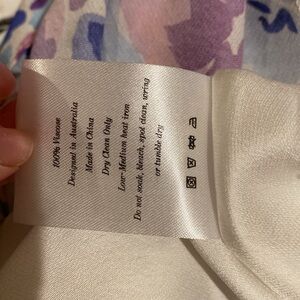 100% Viscose
Designed in Australia
Made in China
Dry Clean Only
Low-Medium heat iron
Do not soak, bleach, spot clean, wring
or tumble dry